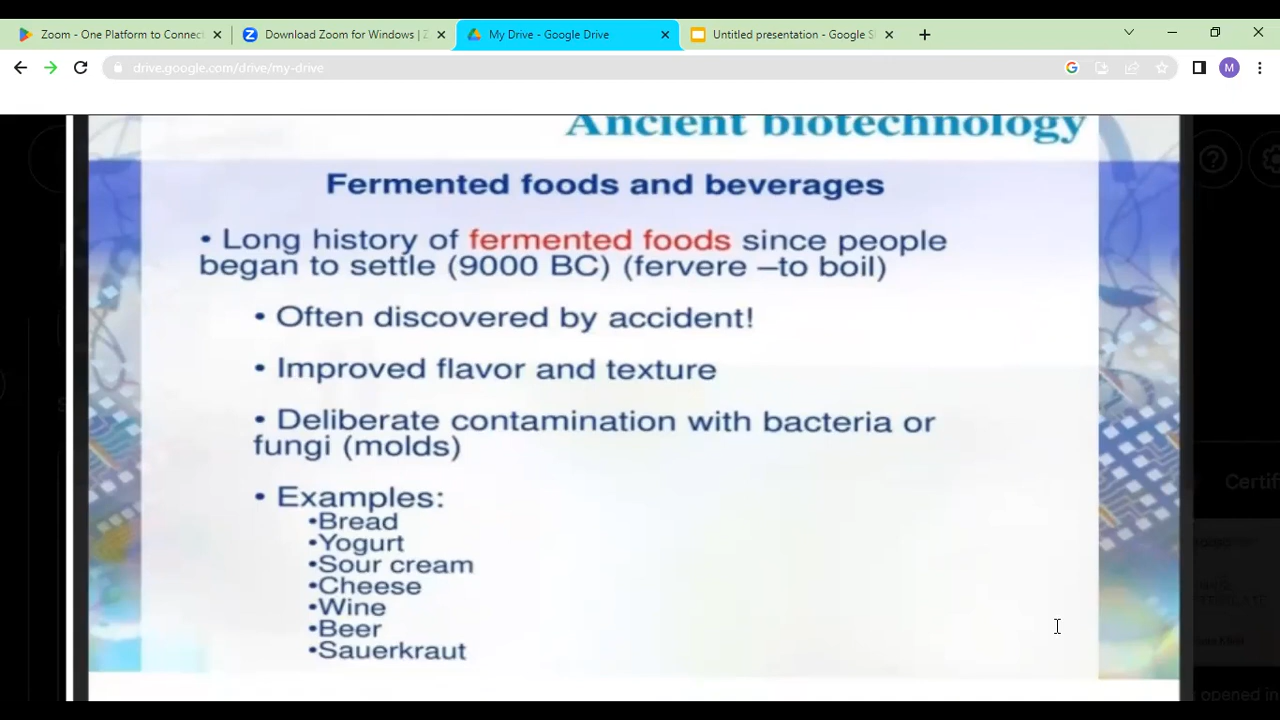 Zoom - One Platform to Connect
Download Zoom for Windows | Z
My Drive - Google Drive
Untitled presentation - Google S
drive.google.com/drive/my-drive
M
Ancient biotechnology
Fermented foods and beverages
• Long history of fermented foods since people
began to settle (9000 BC) (fervere –to boil)
• Often discovered by accident!
• Improved flavor and texture
• Deliberate contamination with bacteria or
fungi (molds)
• Examples:
•Bread
•Yogurt
•Sour cream
•Cheese
•Wine
•Beer
•Sauerkraut
Certif
opened in